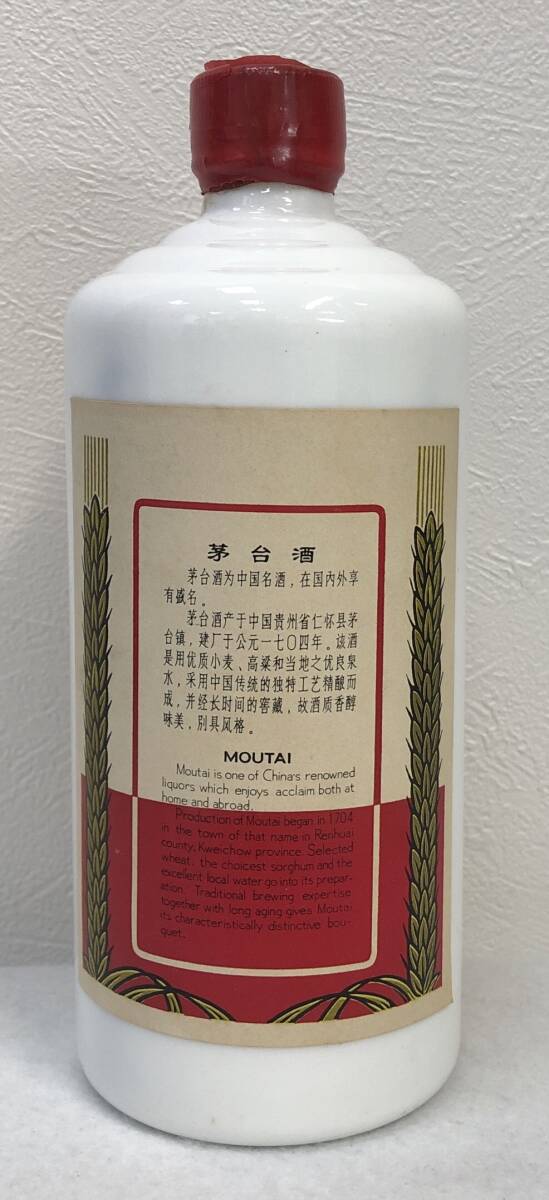 茅台酒
茅台酒为中国名酒，在国内外享
有盛名。
茅台酒产于中国贵州省仁怀县茅
台镇，建厂于公元一七〇四年。该酒
是用优质小麦、高粱和当地之优良泉
水，采用中国传统的独特工艺精酿而
成，并经长时间的窖藏，故酒质香醇
味美，别具风格。
MOUTAI
Moutai is one of China's renowned
liquors which enjoys acclaim both at
home and abroad.
Production of Moutai began in 1704
in the town of that name in Renhuai
county, Kweichow province. Selected
wheat, the choicest sorghum and the
excellent local water go into its prepar-
ation. Traditional brewing expertise
together with long aging gives Moutai
its characteristically distinctive bou-
quet.